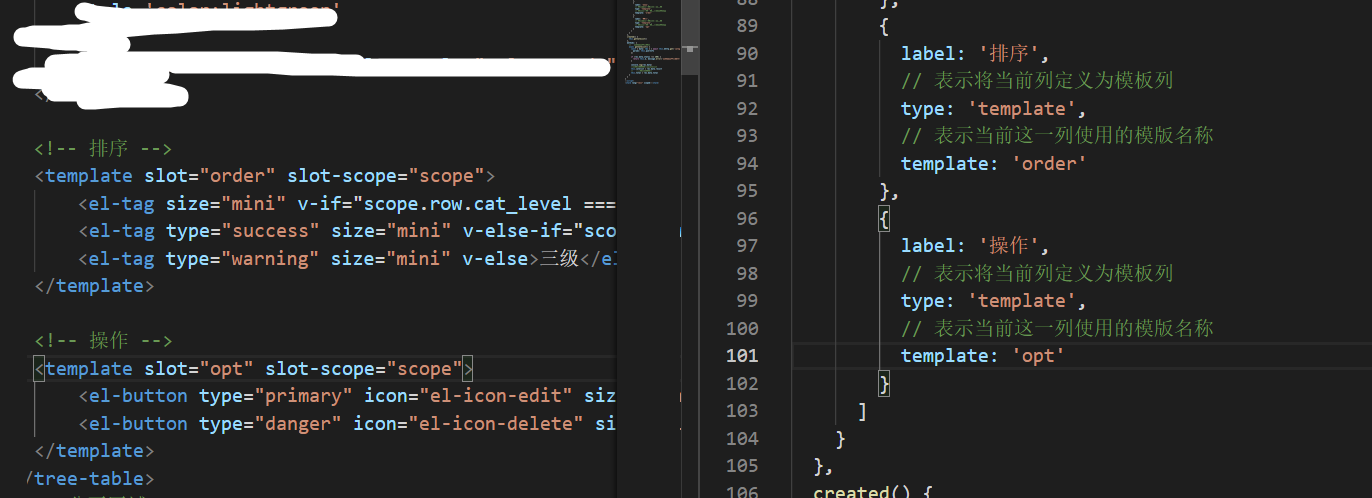 </
<!-- 排序 -->
<template slot="order" slot-scope="scope">
<el-tag size="mini" v-if="scope.row.cat_level ===
<el-tag type="success" size="mini" v-else-if="sco
<el-tag type="warning" size="mini" v-else>三级</el
</template>
<!-- 操作 -->
<template slot="opt" slot-scope="scope">
<el-button type="primary" icon="el-icon-edit" siz
<el-button type="danger" icon="el-icon-delete" si
</template>
/tree-table>
88 },
89 {
90 label: '排序',
91 // 表示将当前列定义为模板列
92 type: 'template',
93 // 表示当前这一列使用的模版名称
94 template: 'order'
95 },
96 {
97 label: '操作',
98 // 表示将当前列定义为模板列
99 type: 'template',
100 // 表示当前这一列使用的模版名称
101 template: 'opt'
102 }
103 ]
104 }
105 },
106 created() {